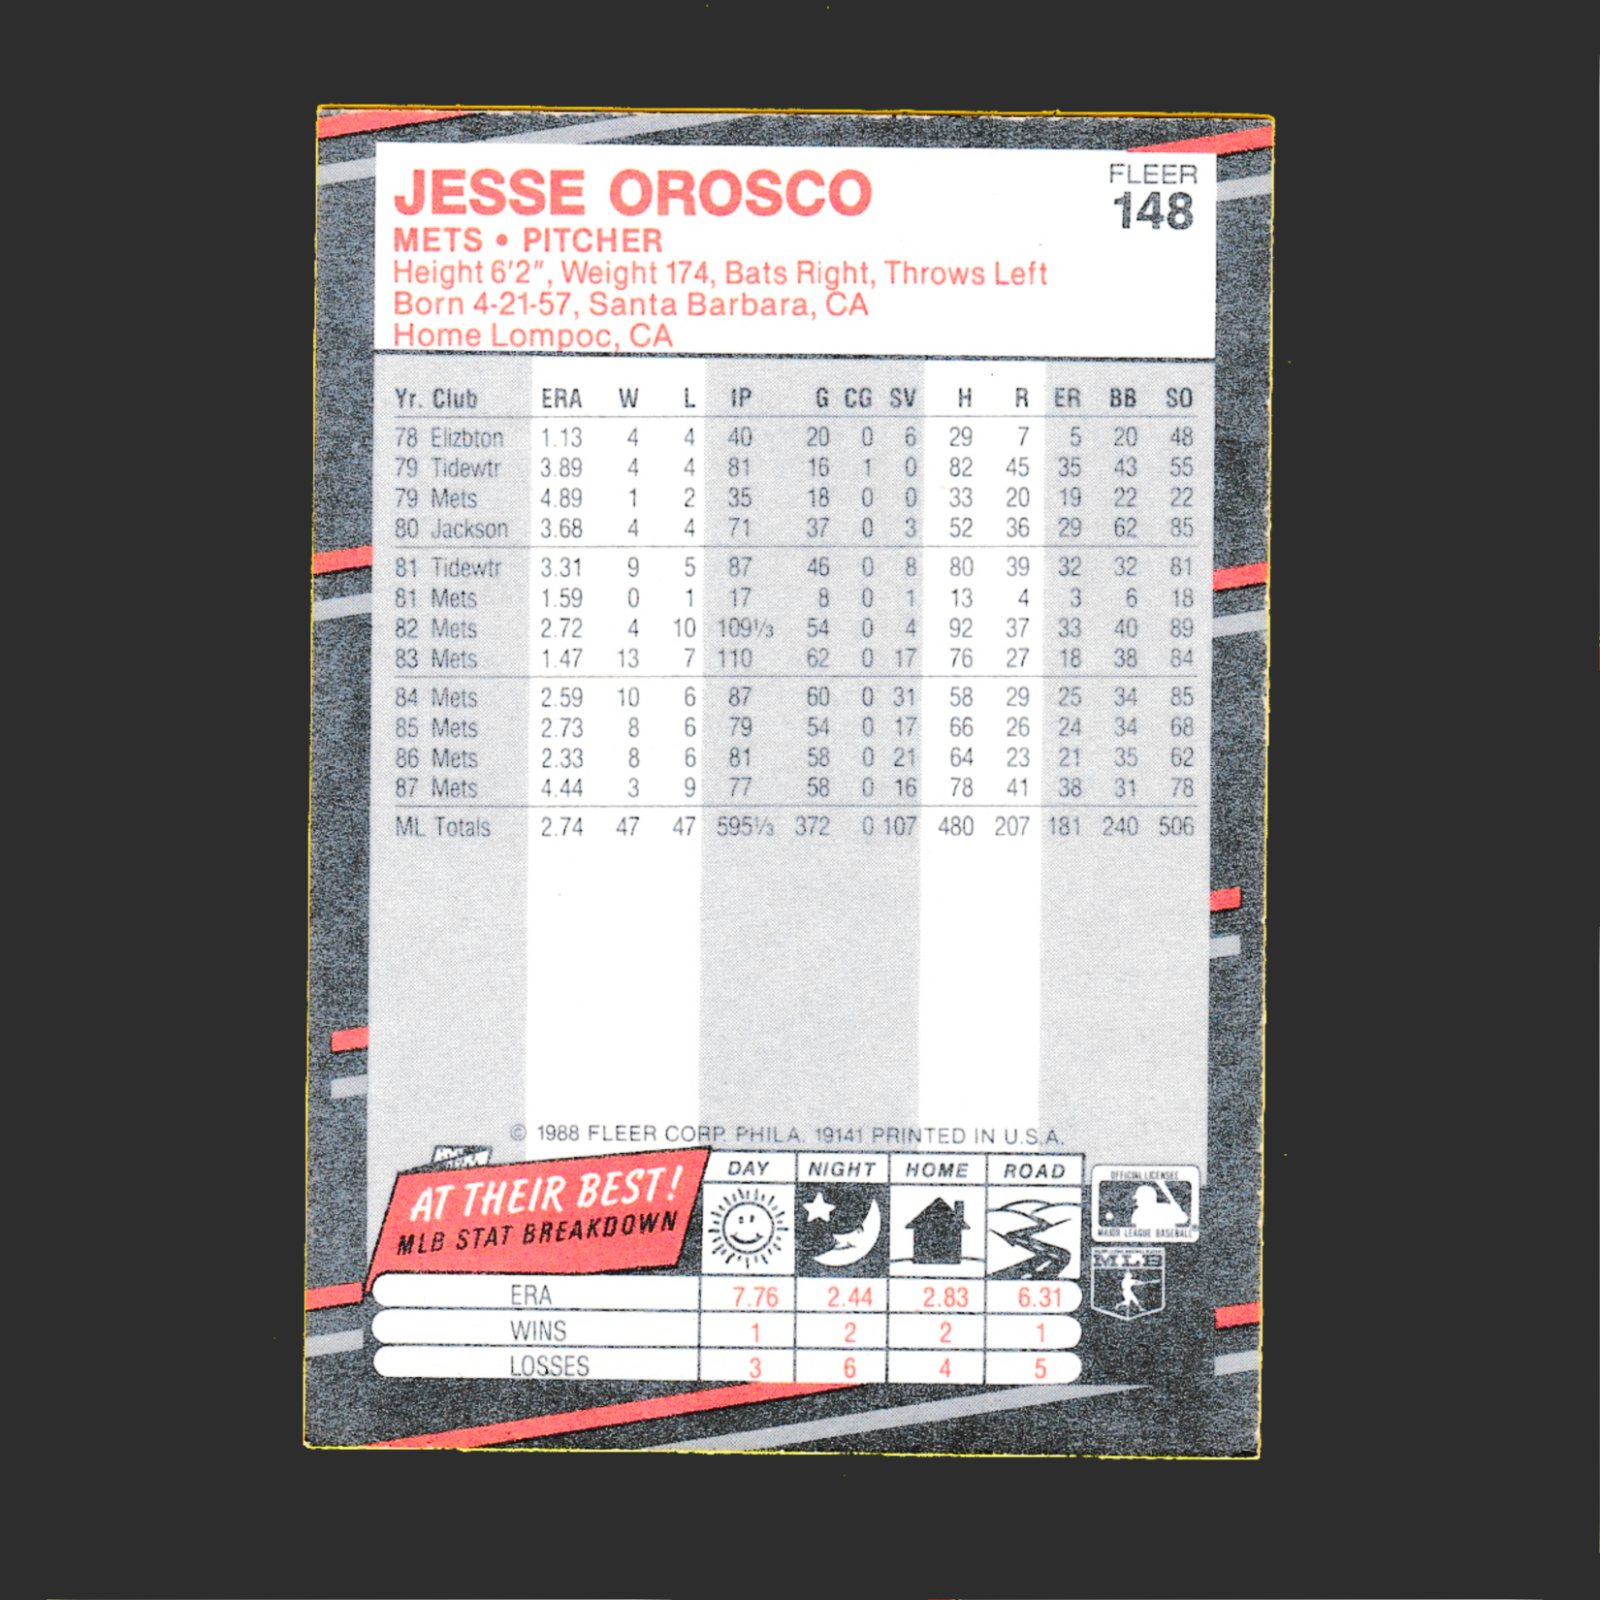 JESSE OROSCO
FLEER
148
METS • PITCHER
Height 6'2", Weight 174, Bats Right, Throws Left
Born 4-21-57, Santa Barbara, CA
Home Lompoc, CA
Yr. Club ERA W L IP G CG SV H R ER BB SO
78 Elizbton 1.13 4 4 40 20 0 6 29 7 5 20 48
79 Tidewtr 3.89 4 4 81 16 1 0 82 45 35 43 55
79 Mets 4.89 1 2 35 18 0 0 33 20 19 22 22
80 Jackson 3.68 4 4 71 37 0 3 52 36 29 62 85
81 Tidewtr 3.31 9 5 87 46 0 8 80 39 32 32 81
81 Mets 1.59 0 1 17 8 0 1 13 4 3 6 18
82 Mets 2.72 4 10 109⅓ 54 0 4 92 37 33 40 89
83 Mets 1.47 13 7 110 62 0 17 76 27 18 38 84
84 Mets 2.59 10 6 87 60 0 31 58 29 25 34 85
85 Mets 2.73 8 6 79 54 0 17 66 26 24 34 68
86 Mets 2.33 8 6 81 58 0 21 64 23 21 35 62
87 Mets 4.44 3 9 77 58 0 16 78 41 38 31 78
ML Totals 2.74 47 47 595⅓ 372 0 107 480 207 181 240 506
© 1988 FLEER CORP. PHILA. 19141 PRINTED IN U.S.A.
AT THEIR BEST!
MLB STAT BREAKDOWN
DAY NIGHT HOME ROAD
ERA 7.76 2.44 2.83 6.31
WINS 1 2 2 1
LOSSES 3 6 4 5
OFFICIAL LICENSEE
MAJOR LEAGUE BASEBALL
MLB